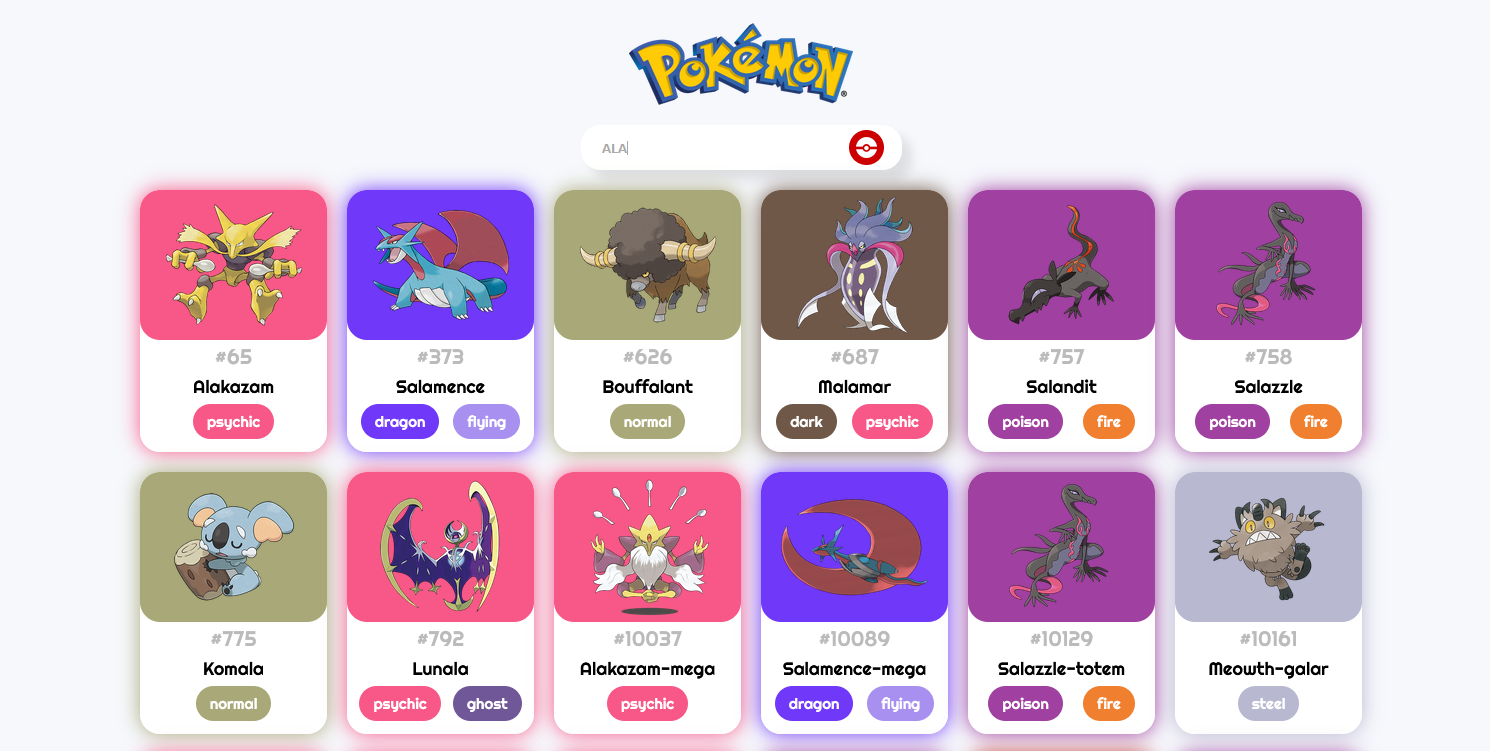 POKéMON®
ALA
#65
Alakazam
psychic
#373
Salamence
dragon flying
#626
Bouffalant
normal
#687
Malamar
dark psychic
#757
Salandit
poison fire
#758
Salazzle
poison fire
#775
Komala
normal
#792
Lunala
psychic ghost
#10037
Alakazam-mega
psychic
#10089
Salamence-mega
dragon flying
#10129
Salazzle-totem
poison fire
#10161
Meowth-galar
steel